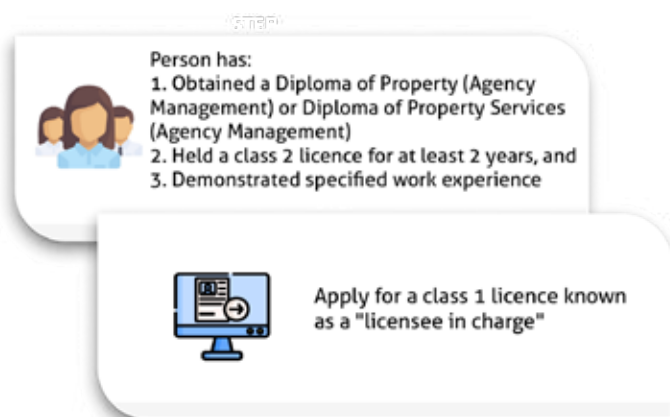 Person has:
1. Obtained a Diploma of Property (Agency
Management) or Diploma of Property Services
(Agency Management)
2. Held a class 2 licence for at least 2 years, and
3. Demonstrated specified work experience
Apply for a class 1 licence known
as a "licensee in charge"